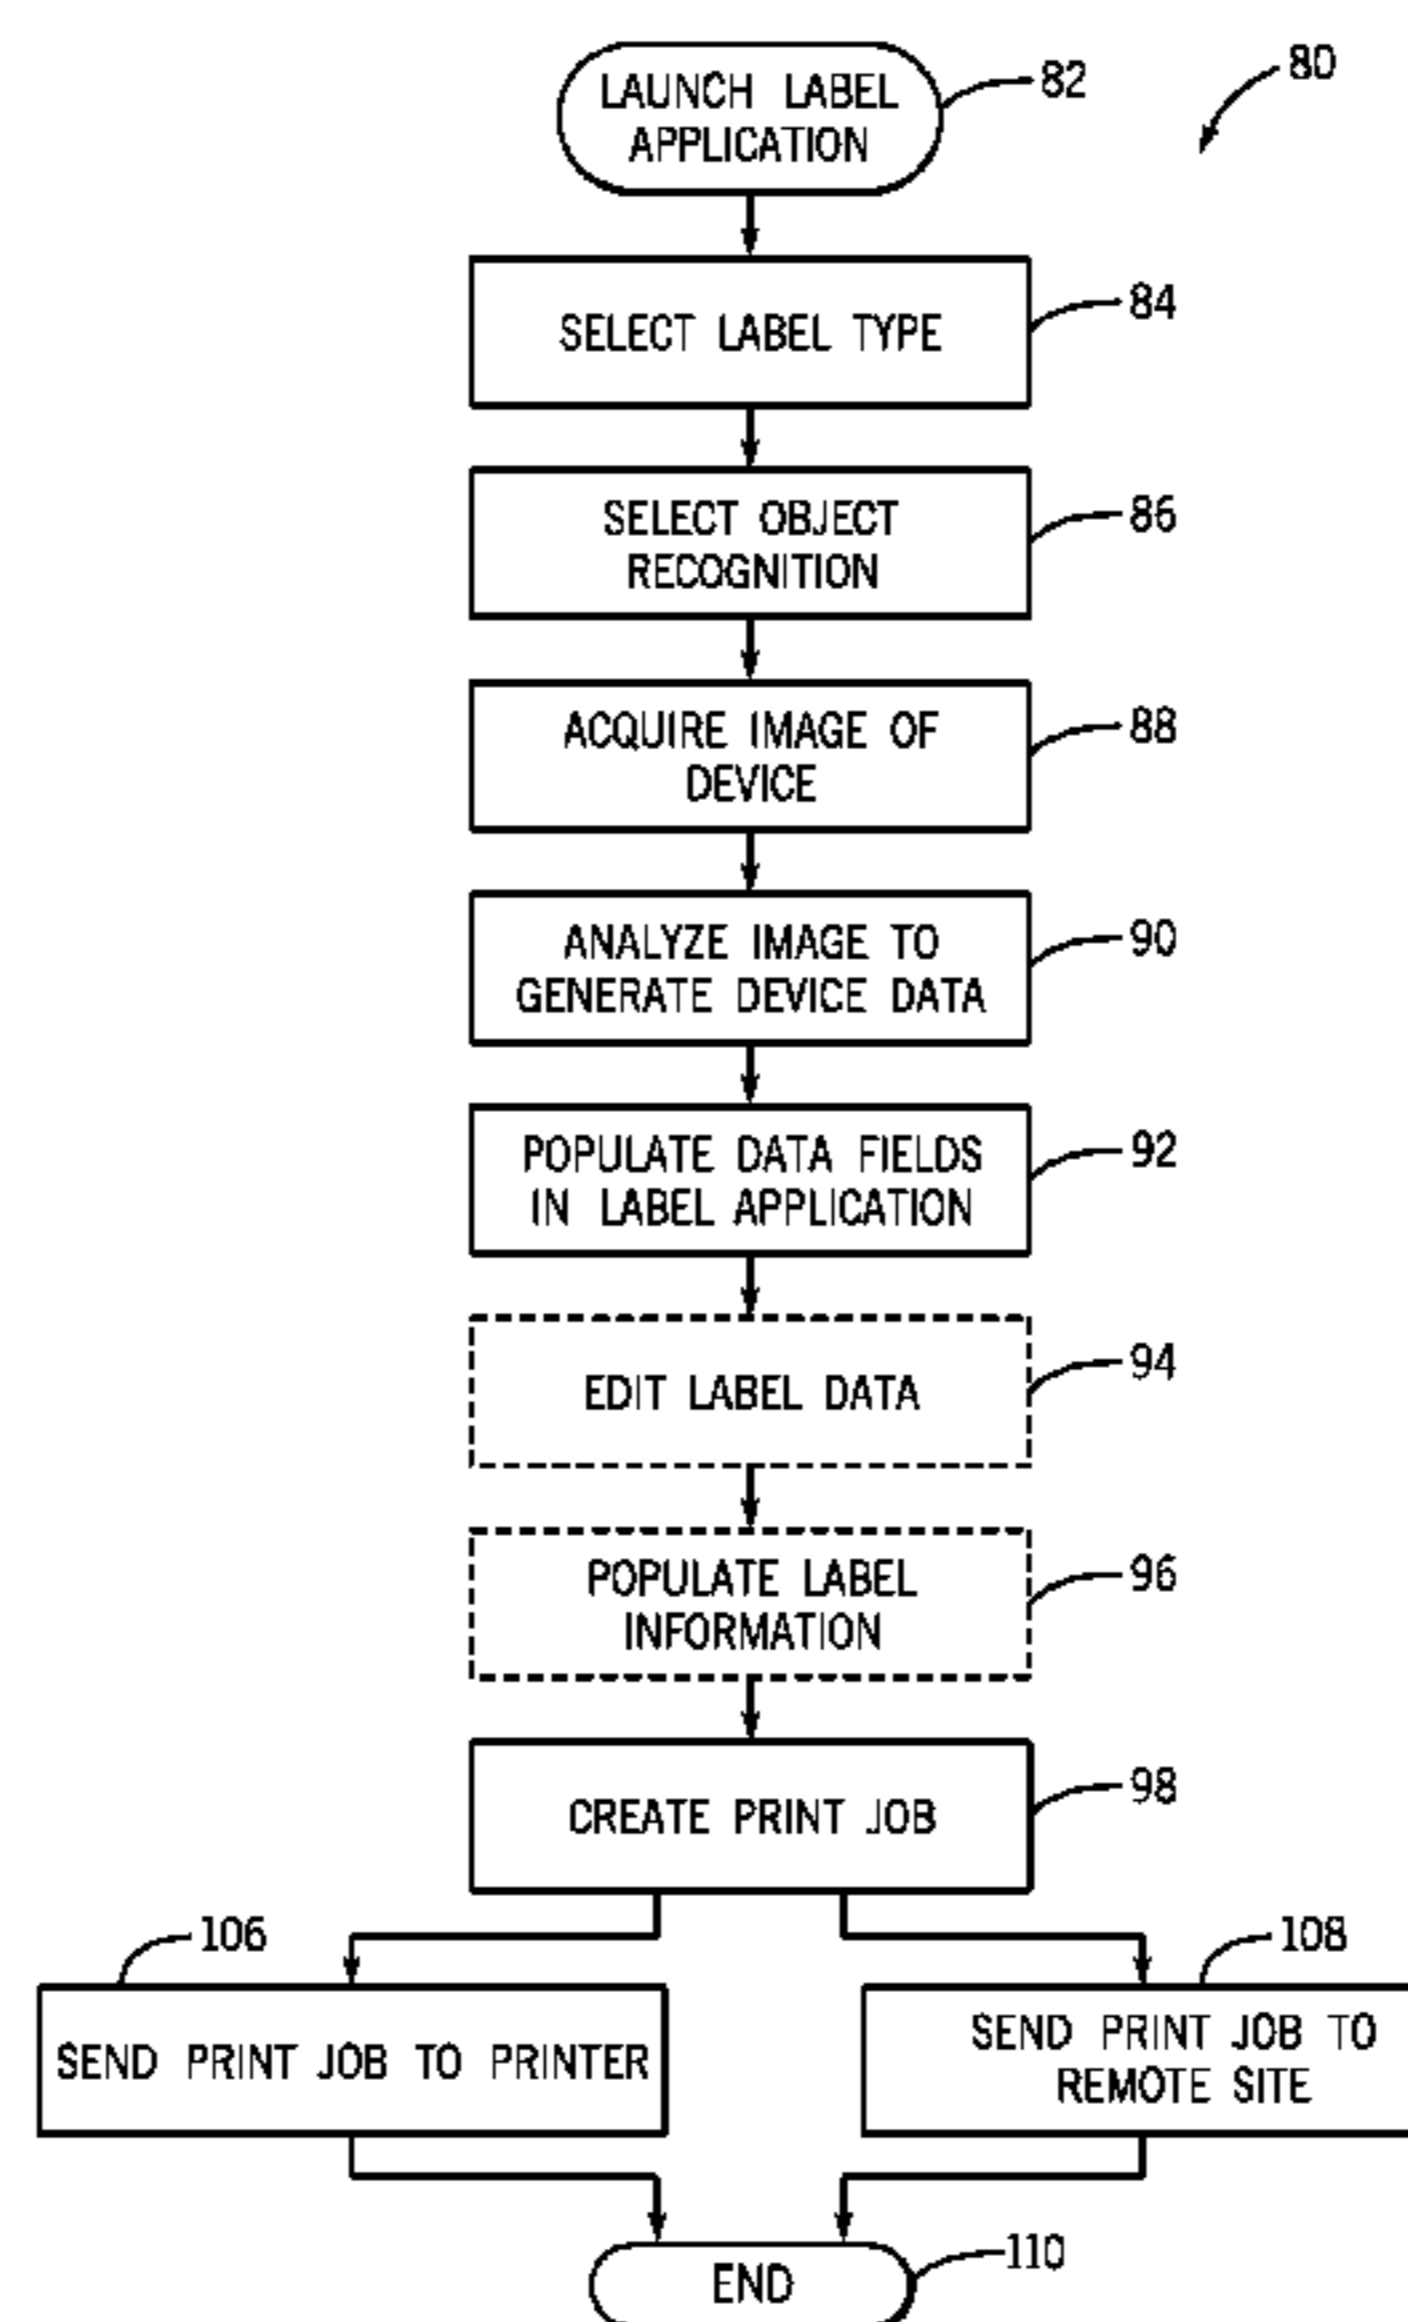 80
LAUNCH LABEL
APPLICATION
82
SELECT LABEL TYPE
84
SELECT OBJECT
RECOGNITION
86
ACQUIRE IMAGE OF
DEVICE
88
ANALYZE IMAGE TO
GENERATE DEVICE DATA
90
POPULATE DATA FIELDS
IN LABEL APPLICATION
92
EDIT LABEL DATA
94
POPULATE LABEL
INFORMATION
96
CREATE PRINT JOB
98
106
SEND PRINT JOB TO PRINTER
108
SEND PRINT JOB TO
REMOTE SITE
END
110